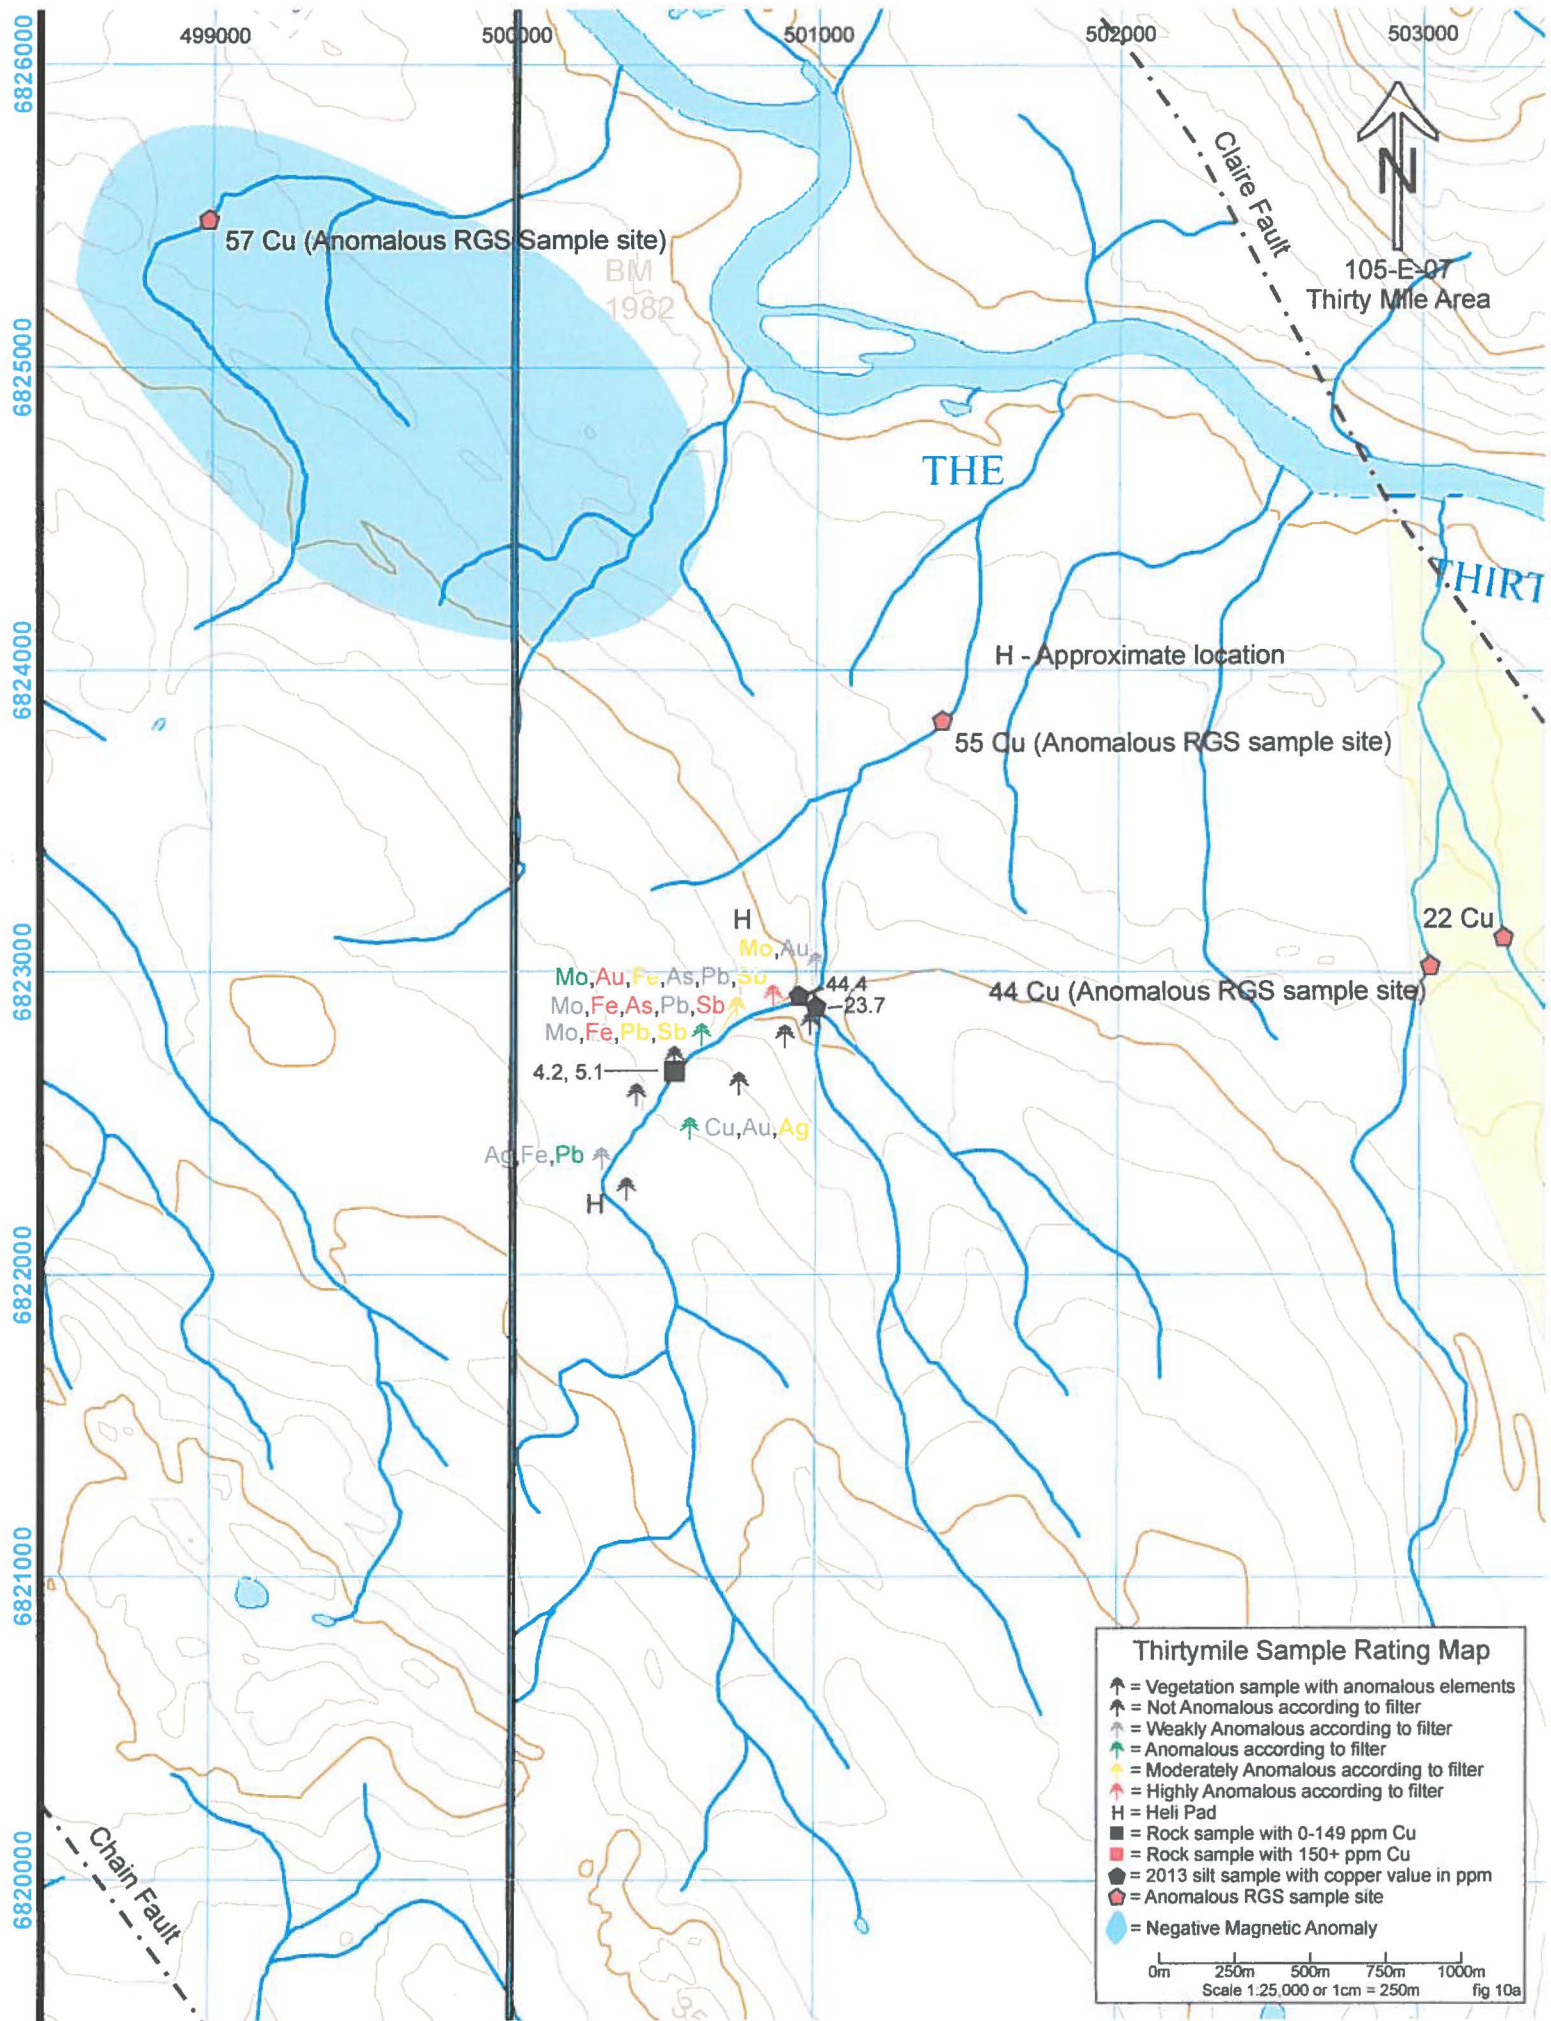 499000
500000
501000
502000
503000
6826000
Claire Fault
N
57 Cu (Anomalous RGS Sample site)
BM
1982
105-E-07
Thirty Mile Area
6825000
THE
THIRT
6824000
H - Approximate location
55 Cu (Anomalous RGS sample site)
22 Cu
H
Mo,Au
6823000
Mo,Au,Fe,As,Pb,Sb
44.4
44 Cu (Anomalous RGS sample site)
Mo,Fe,As,Pb,Sb
23.7
Mo,Fe,Pb,Sb
4.2, 5.1
Cu,Au,Ag
Ag,Fe,Pb
H
6822000
6821000
6820000
Chain Fault
Thirtymile Sample Rating Map
= Vegetation sample with anomalous elements
= Not Anomalous according to filter
= Weakly Anomalous according to filter
= Anomalous according to filter
= Moderately Anomalous according to filter
= Highly Anomalous according to filter
H = Heli Pad
= Rock sample with 0-149 ppm Cu
= Rock sample with 150+ ppm Cu
= 2013 silt sample with copper value in ppm
= Anomalous RGS sample site
= Negative Magnetic Anomaly
0m 250m 500m 750m 1000m
Scale 1:25,000 or 1cm = 250m fig 10a